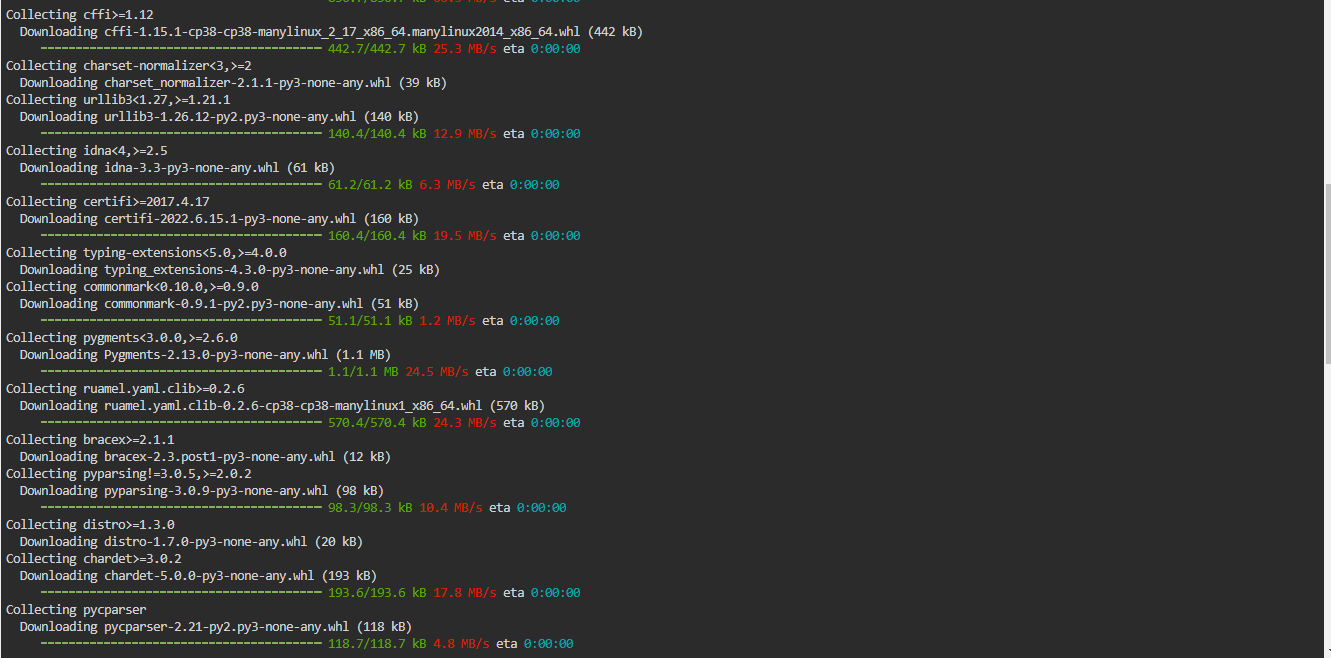 Collecting cffi>=1.12
Downloading cffi-1.15.1-cp38-cp38-manylinux_2_17_x86_64.manylinux2014_x86_64.whl (442 kB)
---------------------------------------- 442.7/442.7 kB 25.3 MB/s eta 0:00:00
Collecting charset-normalizer<3,>=2
Downloading charset_normalizer-2.1.1-py3-none-any.whl (39 kB)
Collecting urllib3<1.27,>=1.21.1
Downloading urllib3-1.26.12-py2.py3-none-any.whl (140 kB)
---------------------------------------- 140.4/140.4 kB 12.9 MB/s eta 0:00:00
Collecting idna<4,>=2.5
Downloading idna-3.3-py3-none-any.whl (61 kB)
---------------------------------------- 61.2/61.2 kB 6.3 MB/s eta 0:00:00
Collecting certifi>=2017.4.17
Downloading certifi-2022.6.15.1-py3-none-any.whl (160 kB)
---------------------------------------- 160.4/160.4 kB 19.5 MB/s eta 0:00:00
Collecting typing-extensions<5.0,>=4.0.0
Downloading typing_extensions-4.3.0-py3-none-any.whl (25 kB)
Collecting commonmark<0.10.0,>=0.9.0
Downloading commonmark-0.9.1-py2.py3-none-any.whl (51 kB)
---------------------------------------- 51.1/51.1 kB 1.2 MB/s eta 0:00:00
Collecting pygments<3.0.0,>=2.6.0
Downloading Pygments-2.13.0-py3-none-any.whl (1.1 MB)
---------------------------------------- 1.1/1.1 MB 24.5 MB/s eta 0:00:00
Collecting ruamel.yaml.clib>=0.2.6
Downloading ruamel.yaml.clib-0.2.6-cp38-cp38-manylinux1_x86_64.whl (570 kB)
---------------------------------------- 570.4/570.4 kB 24.3 MB/s eta 0:00:00
Collecting bracex>=2.1.1
Downloading bracex-2.3.post1-py3-none-any.whl (12 kB)
Collecting pyparsing!=3.0.5,>=2.0.2
Downloading pyparsing-3.0.9-py3-none-any.whl (98 kB)
---------------------------------------- 98.3/98.3 kB 10.4 MB/s eta 0:00:00
Collecting distro>=1.3.0
Downloading distro-1.7.0-py3-none-any.whl (20 kB)
Collecting chardet>=3.0.2
Downloading chardet-5.0.0-py3-none-any.whl (193 kB)
---------------------------------------- 193.6/193.6 kB 17.8 MB/s eta 0:00:00
Collecting pycparser
Downloading pycparser-2.21-py2.py3-none-any.whl (118 kB)
---------------------------------------- 118.7/118.7 kB 4.8 MB/s eta 0:00:00